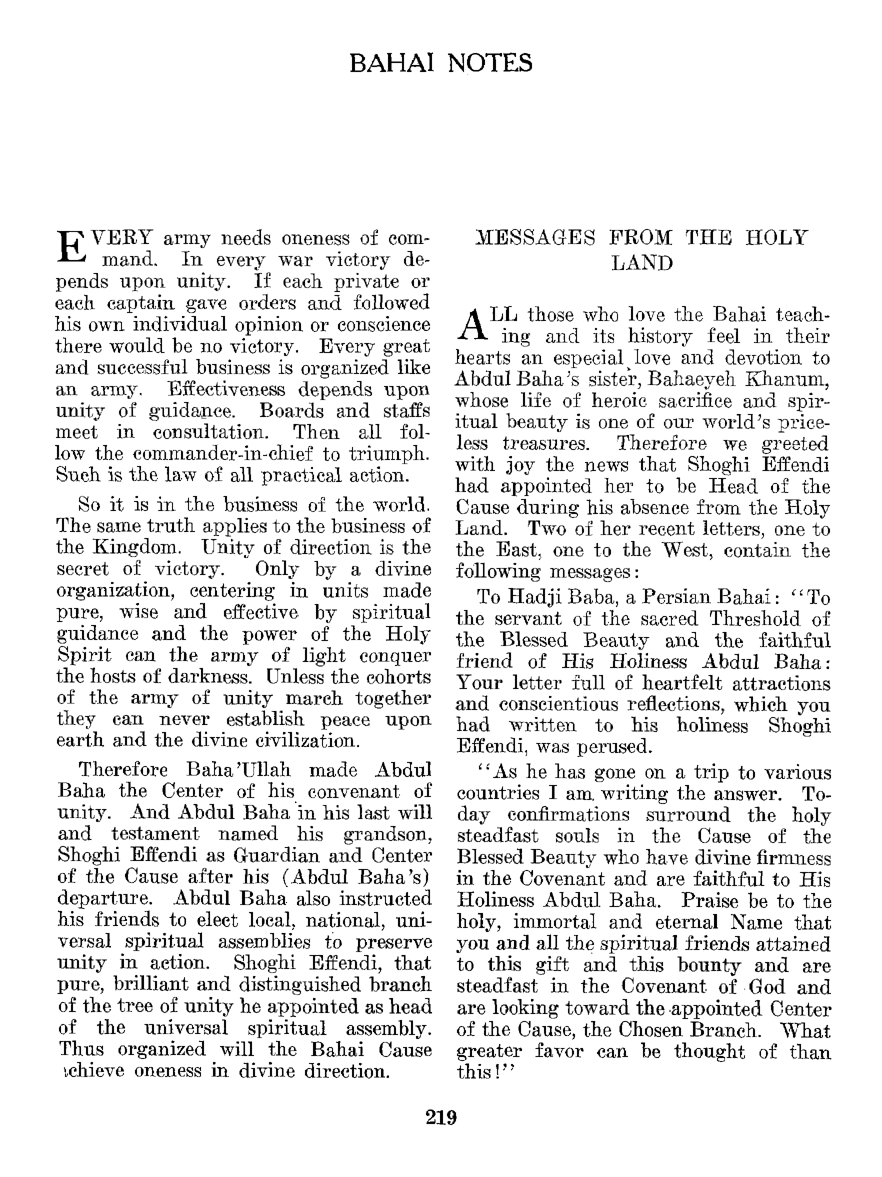 BAHAI NOTES
EVERY army needs oneness of com-
mand. In every war victory de-
pends upon unity. If each private or
each captain gave orders and followed
his own individual opinion or conscience
there would be no victory. Every great
and successful business is organized like
an army. Effectiveness depends upon
unity of guidance. Boards and staffs
meet in consultation. Then all fol-
low the commander-in-chief to triumph.
Such is the law of all practical action.
So it is in the business of the world.
The same truth applies to the business of
the Kingdom. Unity of direction is the
secret of victory. Only by a divine
organization, centering in units made
pure, wise and effective by spiritual
guidance and the power of the Holy
Spirit can the army of light conquer
the hosts of darkness. Unless the cohorts
of the army of unity march together
they can never establish peace upon
earth and the divine civilization.
Therefore Baha'Ullah made Abdul
Baha the Center of his convenant of
unity. And Abdul Baha in his last will
and testament named his grandson,
Shoghi Effendi as Guardian and Center
of the Cause after his (Abdul Baha's)
departure. Abdul Baha also instructed
his friends to elect local, national, uni-
versal spiritual assemblies to preserve
unity in action. Shoghi Effendi, that
pure, brilliant and distinguished branch
of the tree of unity he appointed as head
of the universal spiritual assembly.
Thus organized will the Bahai Cause
achieve oneness in divine direction.
MESSAGES FROM THE HOLY
LAND
ALL those who love the Bahai teach-
ing and its history feel in their
hearts an especial love and devotion to
Abdul Baha's sister, Bahaeyeh Khanum,
whose life of heroic sacrifice and spir-
itual beauty is one of our world's price-
less treasures. Therefore we greeted
with joy the news that Shoghi Effendi
had appointed her to be Head of the
Cause during his absence from the Holy
Land. Two of her recent letters, one to
the East, one to the West, contain the
following messages:
To Hadji Baba, a Persian Bahai: "To
the servant of the sacred Threshold of
the Blessed Beauty and the faithful
friend of His Holiness Abdul Baha:
Your letter full of heartfelt attractions
and conscientious reflections, which you
had written to his holiness Shoghi
Effendi, was perused.
"As he has gone on a trip to various
countries I am writing the answer. To-
day confirmations surround the holy
steadfast souls in the Cause of the
Blessed Beauty who have divine firmness
in the Covenant and are faithful to His
Holiness Abdul Baha. Praise be to the
holy, immortal and eternal Name that
you and all the spiritual friends attained
to this gift and this bounty and are
steadfast in the Covenant of God and
are looking toward the appointed Center
of the Cause, the Chosen Branch. What
greater favor can be thought of than
this!"
219